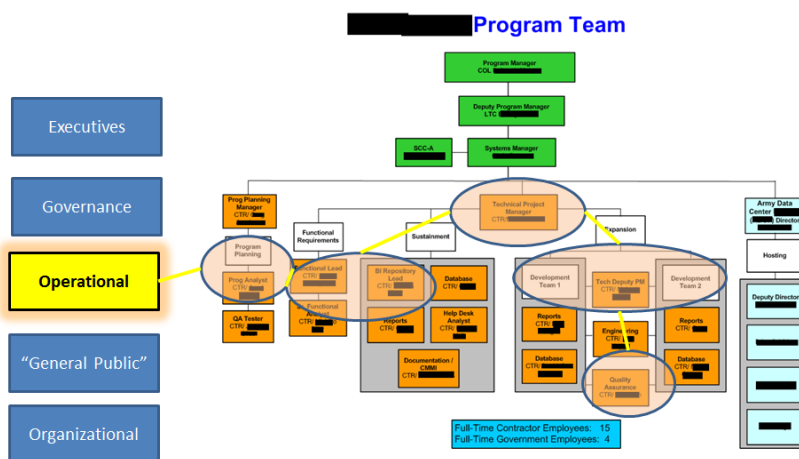 Program Team
Executives
Governance
Operational
“General Public”
Organizational
Program Manager
COL
Deputy Program Manager
LTC
SCC-A
Systems Manager
Prog Planning
Manager
CTR/
Technical Project
Manager
CTR/
Army Data
Center
Director
Functional
Requirements
Sustainment
Expansion
Hosting
Program
Planning
Prog Analyst
CTR/
QA Tester
CTR/
Functional Lead
CTR/
Functional
Analyst
CTR/
BI Repository
Lead
CTR/
Database
CTR/
Reports
CTR/
Help Desk
Analyst
CTR/
Documentation /
CMMI
CTR/
Development
Team 1
Tech Deputy PM
CTR/
Development
Team 2
Reports
CTR/
Database
CTR/
Engineering
CTR/
Quality
Assurance
CTR/
Reports
CTR/
Database
CTR/
Deputy Director
Full-Time Contractor Employees: 15
Full-Time Government Employees: 4